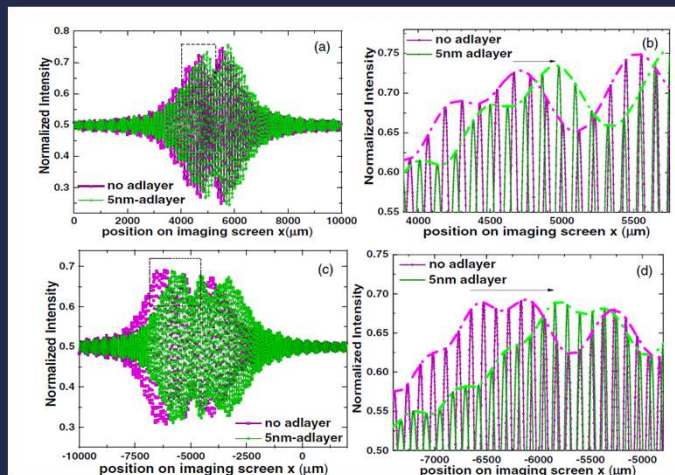 (a)
0.8
0.7
0.6
0.5
0.4
0.3
Normalized Intensity
no adlayer
5nm-adlayer
0 2000 4000 6000 8000 10000
position on imaging screen x(μm)
(b)
0.75
0.70
0.65
0.60
0.55
Normalized Intensity
no adlayer
5nm adlayer
4000 4500 5000 5500
position on imaging screen x (μm)
(c)
0.7
0.6
0.5
0.4
0.3
Normalized Intensity
no adlayer
5nm-adlayer
-10000 -7500 -5000 -2500 0
position on imaging screen x (μm)
(d)
0.75
0.70
0.65
0.60
0.55
0.50
Normalized Intensity
no adlayer
5nm adlayer
-7000 -6500 -6000 -5500 -5000
position on imaging screen x (μm)